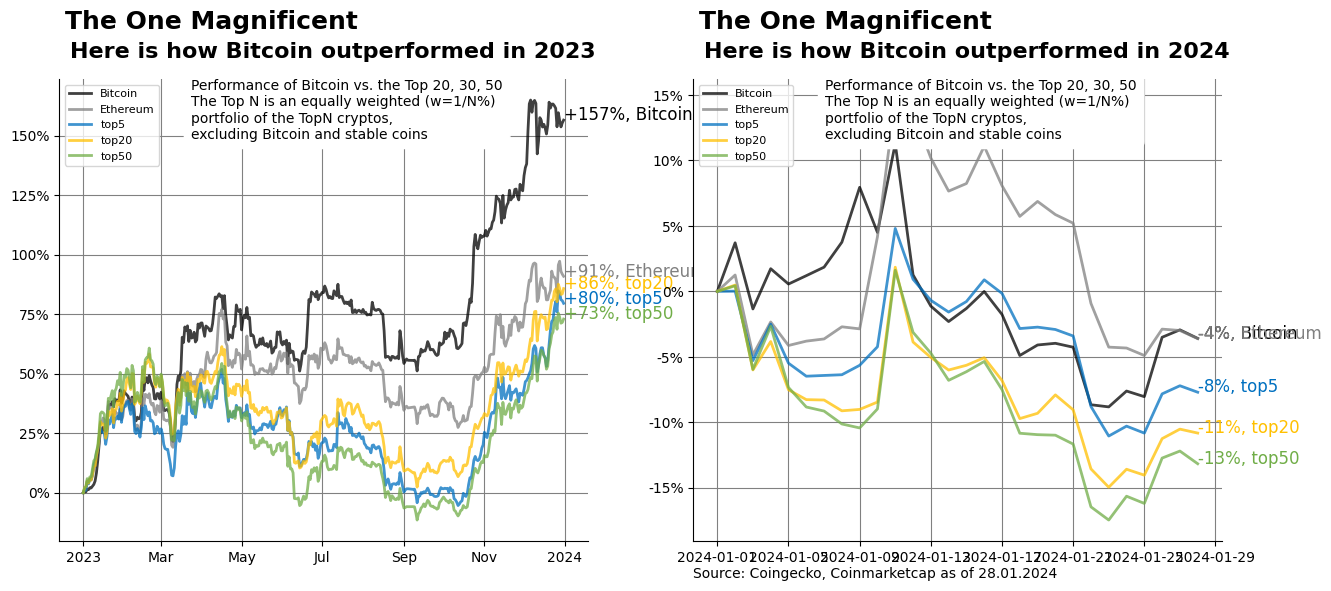 The One Magnificent
Here is how Bitcoin outperformed in 2023
Performance of Bitcoin vs. the Top 20, 30, 50
The Top N is an equally weighted (w=1/N%)
portfolio of the TopN cryptos,
excluding Bitcoin and stable coins
Bitcoin
Ethereum
top5
top20
top50
150%
125%
100%
75%
50%
25%
0%
+157%, Bitcoin
+91%, Ethereum
+86%, top20
+80%, top5
+73%, top50
2023
Mar
May
Jul
Sep
Nov
2024
The One Magnificent
Here is how Bitcoin outperformed in 2024
Performance of Bitcoin vs. the Top 20, 30, 50
The Top N is an equally weighted (w=1/N%)
portfolio of the TopN cryptos,
excluding Bitcoin and stable coins
Bitcoin
Ethereum
top5
top20
top50
15%
10%
5%
0%
-5%
-10%
-15%
-4%, Bitcoin
-8%, top5
-11%, top20
-13%, top50
2024-01-01
2024-01-05
2024-01-09
2024-01-13
2024-01-17
2024-01-21
2024-01-25
2024-01-29
Source: Coingecko, Coinmarketcap as of 28.01.2024